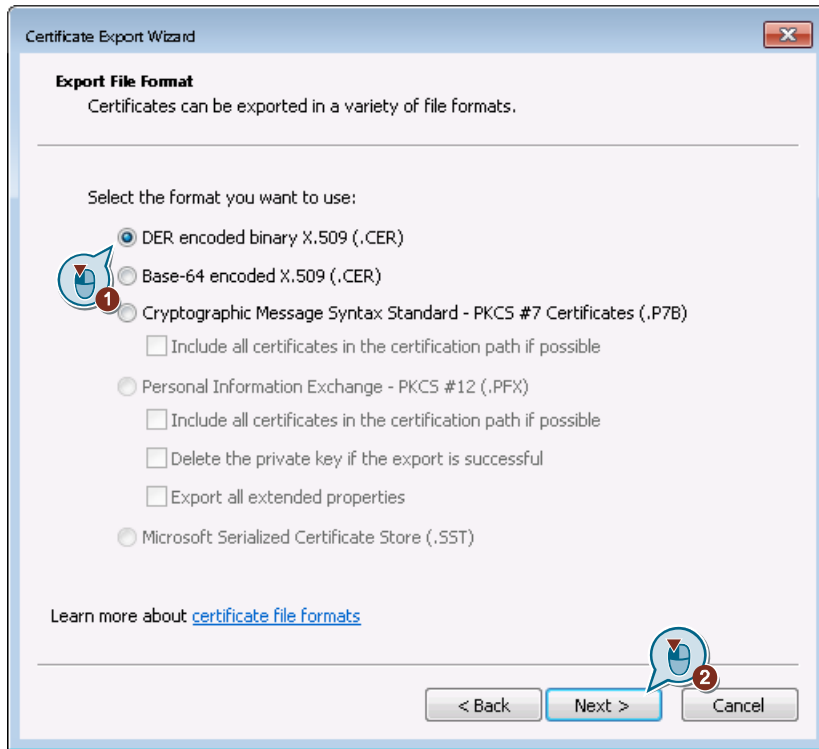 Certificate Export Wizard
Export File Format
Certificates can be exported in a variety of file formats.
Select the format you want to use:
DER encoded binary X.509 (.CER)
Base-64 encoded X.509 (.CER)
1
Cryptographic Message Syntax Standard - PKCS #7 Certificates (.P7B)
Include all certificates in the certification path if possible
Personal Information Exchange - PKCS #12 (.PFX)
Include all certificates in the certification path if possible
Delete the private key if the export is successful
Export all extended properties
Microsoft Serialized Certificate Store (.SST)
Learn more about certificate file formats
2
< Back Next > Cancel